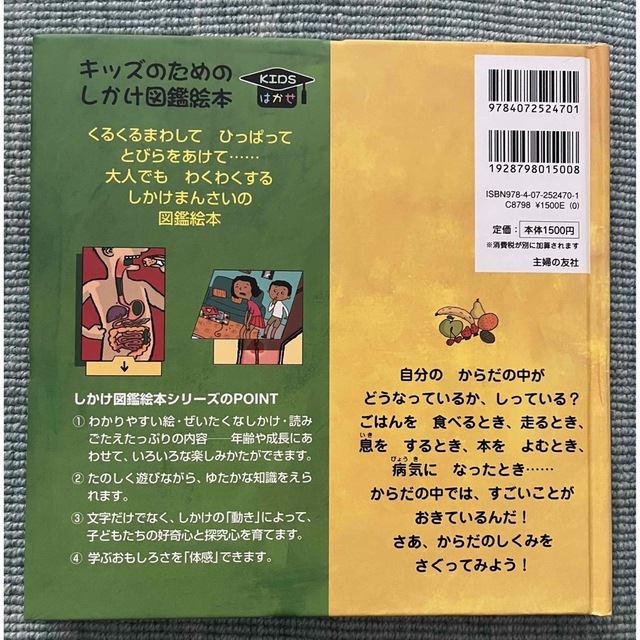 キッズのための
しかけ図鑑絵本
KIDS
はかせ
くるくるまわして ひっぱって
とびらをあけて……
大人でも わくわくする
しかけまんさいの
図鑑絵本
しかけ図鑑絵本シリーズのPOINT
① わかりやすい絵・ぜいたくなしかけ・読み
ごたえたっぷりの内容──年齢や成長にあ
わせて、いろいろな楽しみかたができます。
② たのしく遊びながら、ゆたかな知識をえら
れます。
③ 文字だけでなく、しかけの「動き」によって、
子どもたちの好奇心と探究心を育てます。
④ 学ぶおもしろさを「体感」できます。
9784072524701
1928798015008
ISBN978-4-07-252470-1
C8798 ¥1500E (0)
定価：本体1500円
※消費税が別に加算されます
主婦の友社
自分の からだの中が
どうなっているか、しっている？
ごはんを 食べるとき、走るとき、
息を するとき、本を よむとき、
いき
病気に なったとき……
びょう き
からだの中では、すごいことが
おきているんだ！
さあ、からだのしくみを
さぐってみよう！